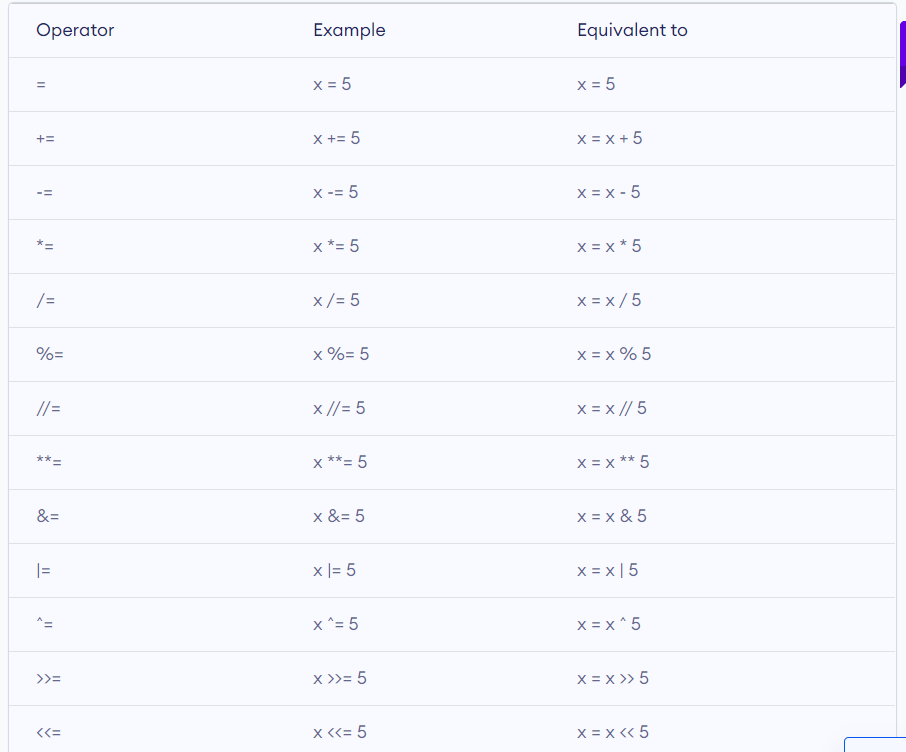 Operator Example Equivalent to
= x = 5 x = 5
+= x += 5 x = x + 5
-= x -= 5 x = x - 5
*= x *= 5 x = x * 5
/= x /= 5 x = x / 5
%= x %= 5 x = x % 5
//= x //= 5 x = x // 5
**= x **= 5 x = x ** 5
&= x &= 5 x = x & 5
|= x |= 5 x = x | 5
^= x ^= 5 x = x ^ 5
>>= x >>= 5 x = x >> 5
<<= x <<= 5 x = x << 5